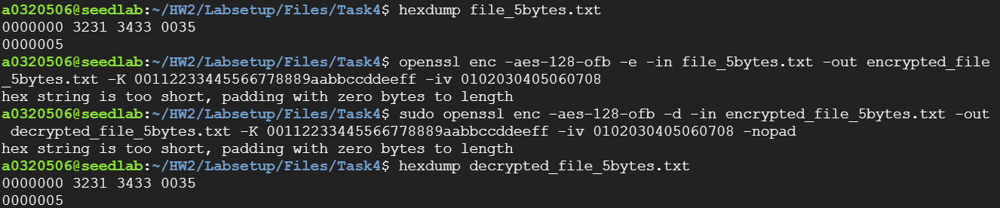 a0320506@seedlab:~/HW2/Labsetup/Files/Task4$ hexdump file_5bytes.txt
0000000 3231 3433 0035
0000005
a0320506@seedlab:~/HW2/Labsetup/Files/Task4$ openssl enc -aes-128-ofb -e -in file_5bytes.txt -out encrypted_file
_5bytes.txt -K 00112233445566778889aabbccddeeff -iv 0102030405060708
hex string is too short, padding with zero bytes to length
a0320506@seedlab:~/HW2/Labsetup/Files/Task4$ sudo openssl enc -aes-128-ofb -d -in encrypted_file_5bytes.txt -out
 decrypted_file_5bytes.txt -K 00112233445566778889aabbccddeeff -iv 0102030405060708 -nopad
hex string is too short, padding with zero bytes to length
a0320506@seedlab:~/HW2/Labsetup/Files/Task4$ hexdump decrypted_file_5bytes.txt
0000000 3231 3433 0035
0000005